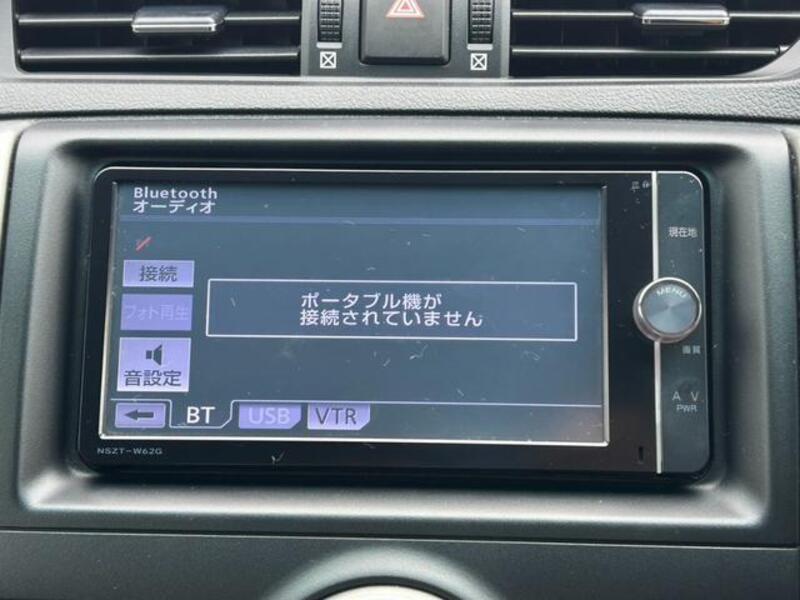 Bluetooth
オーディオ
現在地
接続
ポータブル機が
接続されていません
フォト再生
MENU
画質
音設定
A V
PWR
BT
USB
VTR
NSZT-W62G